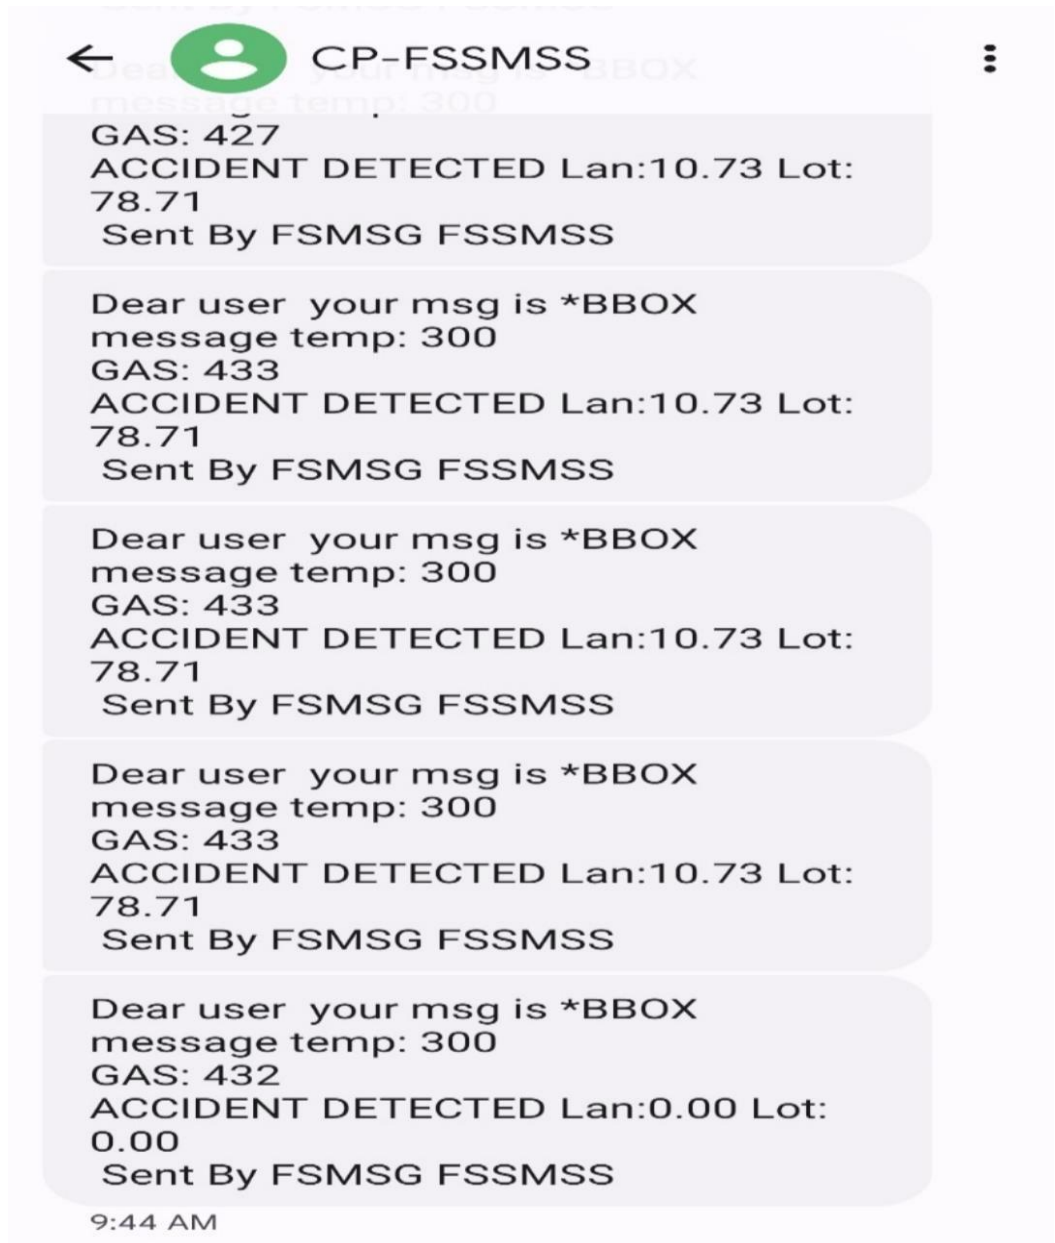 CP-FSSMSS
message temp: 300
GAS: 427
ACCIDENT DETECTED Lan:10.73 Lot:
78.71
Sent By FSMSG FSSMSS
Dear user  your msg is *BBOX
message temp: 300
GAS: 433
ACCIDENT DETECTED Lan:10.73 Lot:
78.71
Sent By FSMSG FSSMSS
Dear user  your msg is *BBOX
message temp: 300
GAS: 433
ACCIDENT DETECTED Lan:10.73 Lot:
78.71
Sent By FSMSG FSSMSS
Dear user  your msg is *BBOX
message temp: 300
GAS: 433
ACCIDENT DETECTED Lan:10.73 Lot:
78.71
Sent By FSMSG FSSMSS
Dear user  your msg is *BBOX
message temp: 300
GAS: 432
ACCIDENT DETECTED Lan:0.00 Lot:
0.00
Sent By FSMSG FSSMSS
9:44 AM